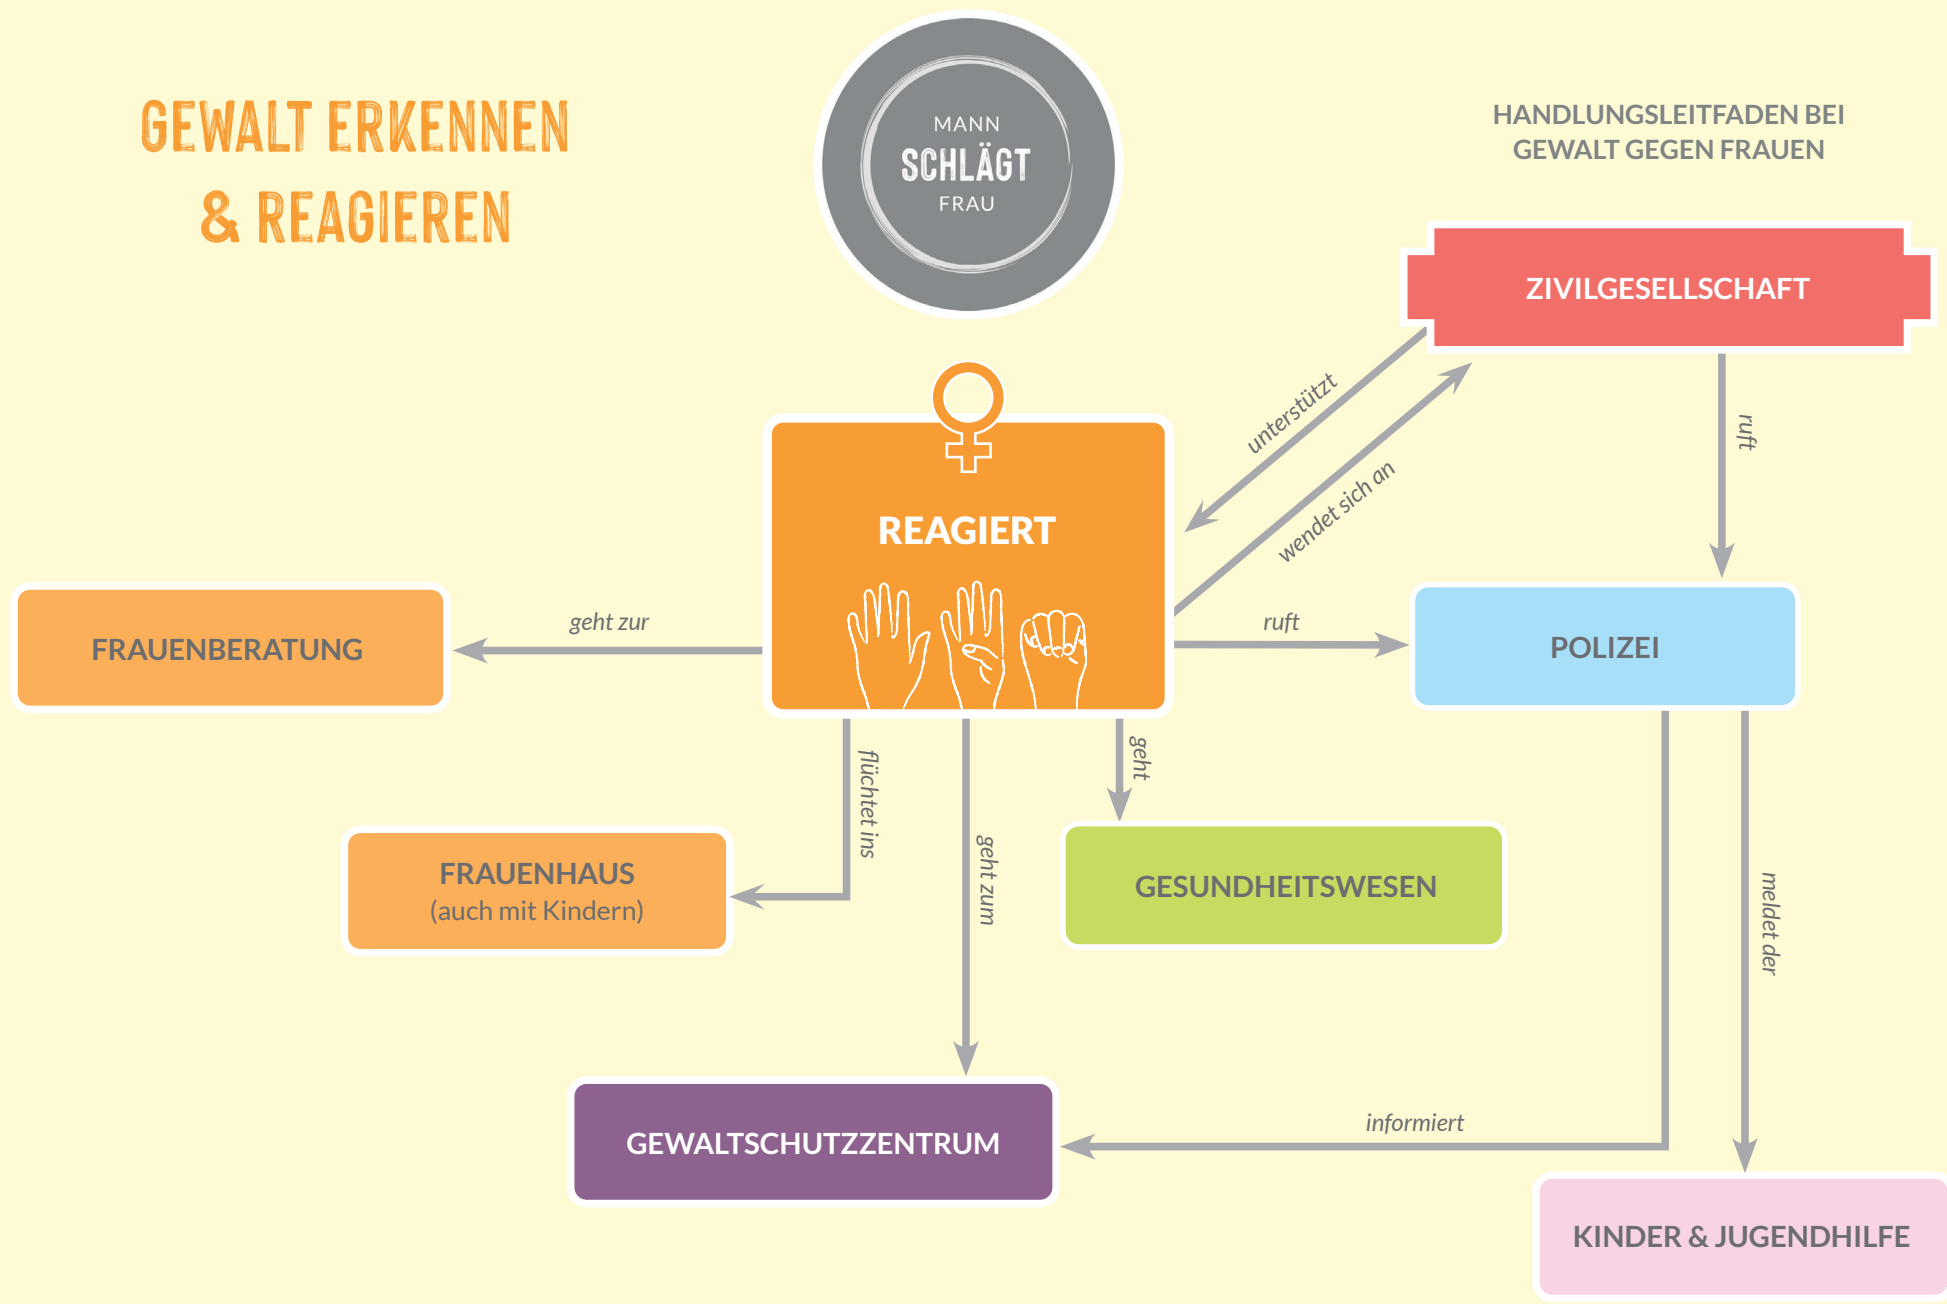 GEWALT ERKENNEN
& REAGIEREN
MANN
SCHLÄGT
FRAU
HANDLUNGSLEITFADEN BEI
GEWALT GEGEN FRAUEN
ZIVILGESELLSCHAFT
unterstützt
wendet sich an
ruft
REAGIERT
geht zur
FRAUENBERATUNG
ruft
POLIZEI
flüchtet ins
geht zum
geht
FRAUENHAUS
(auch mit Kindern)
GESUNDHEITSWESEN
meldet der
GEWALTSCHUTZZENTRUM
informiert
KINDER & JUGENDHILFE